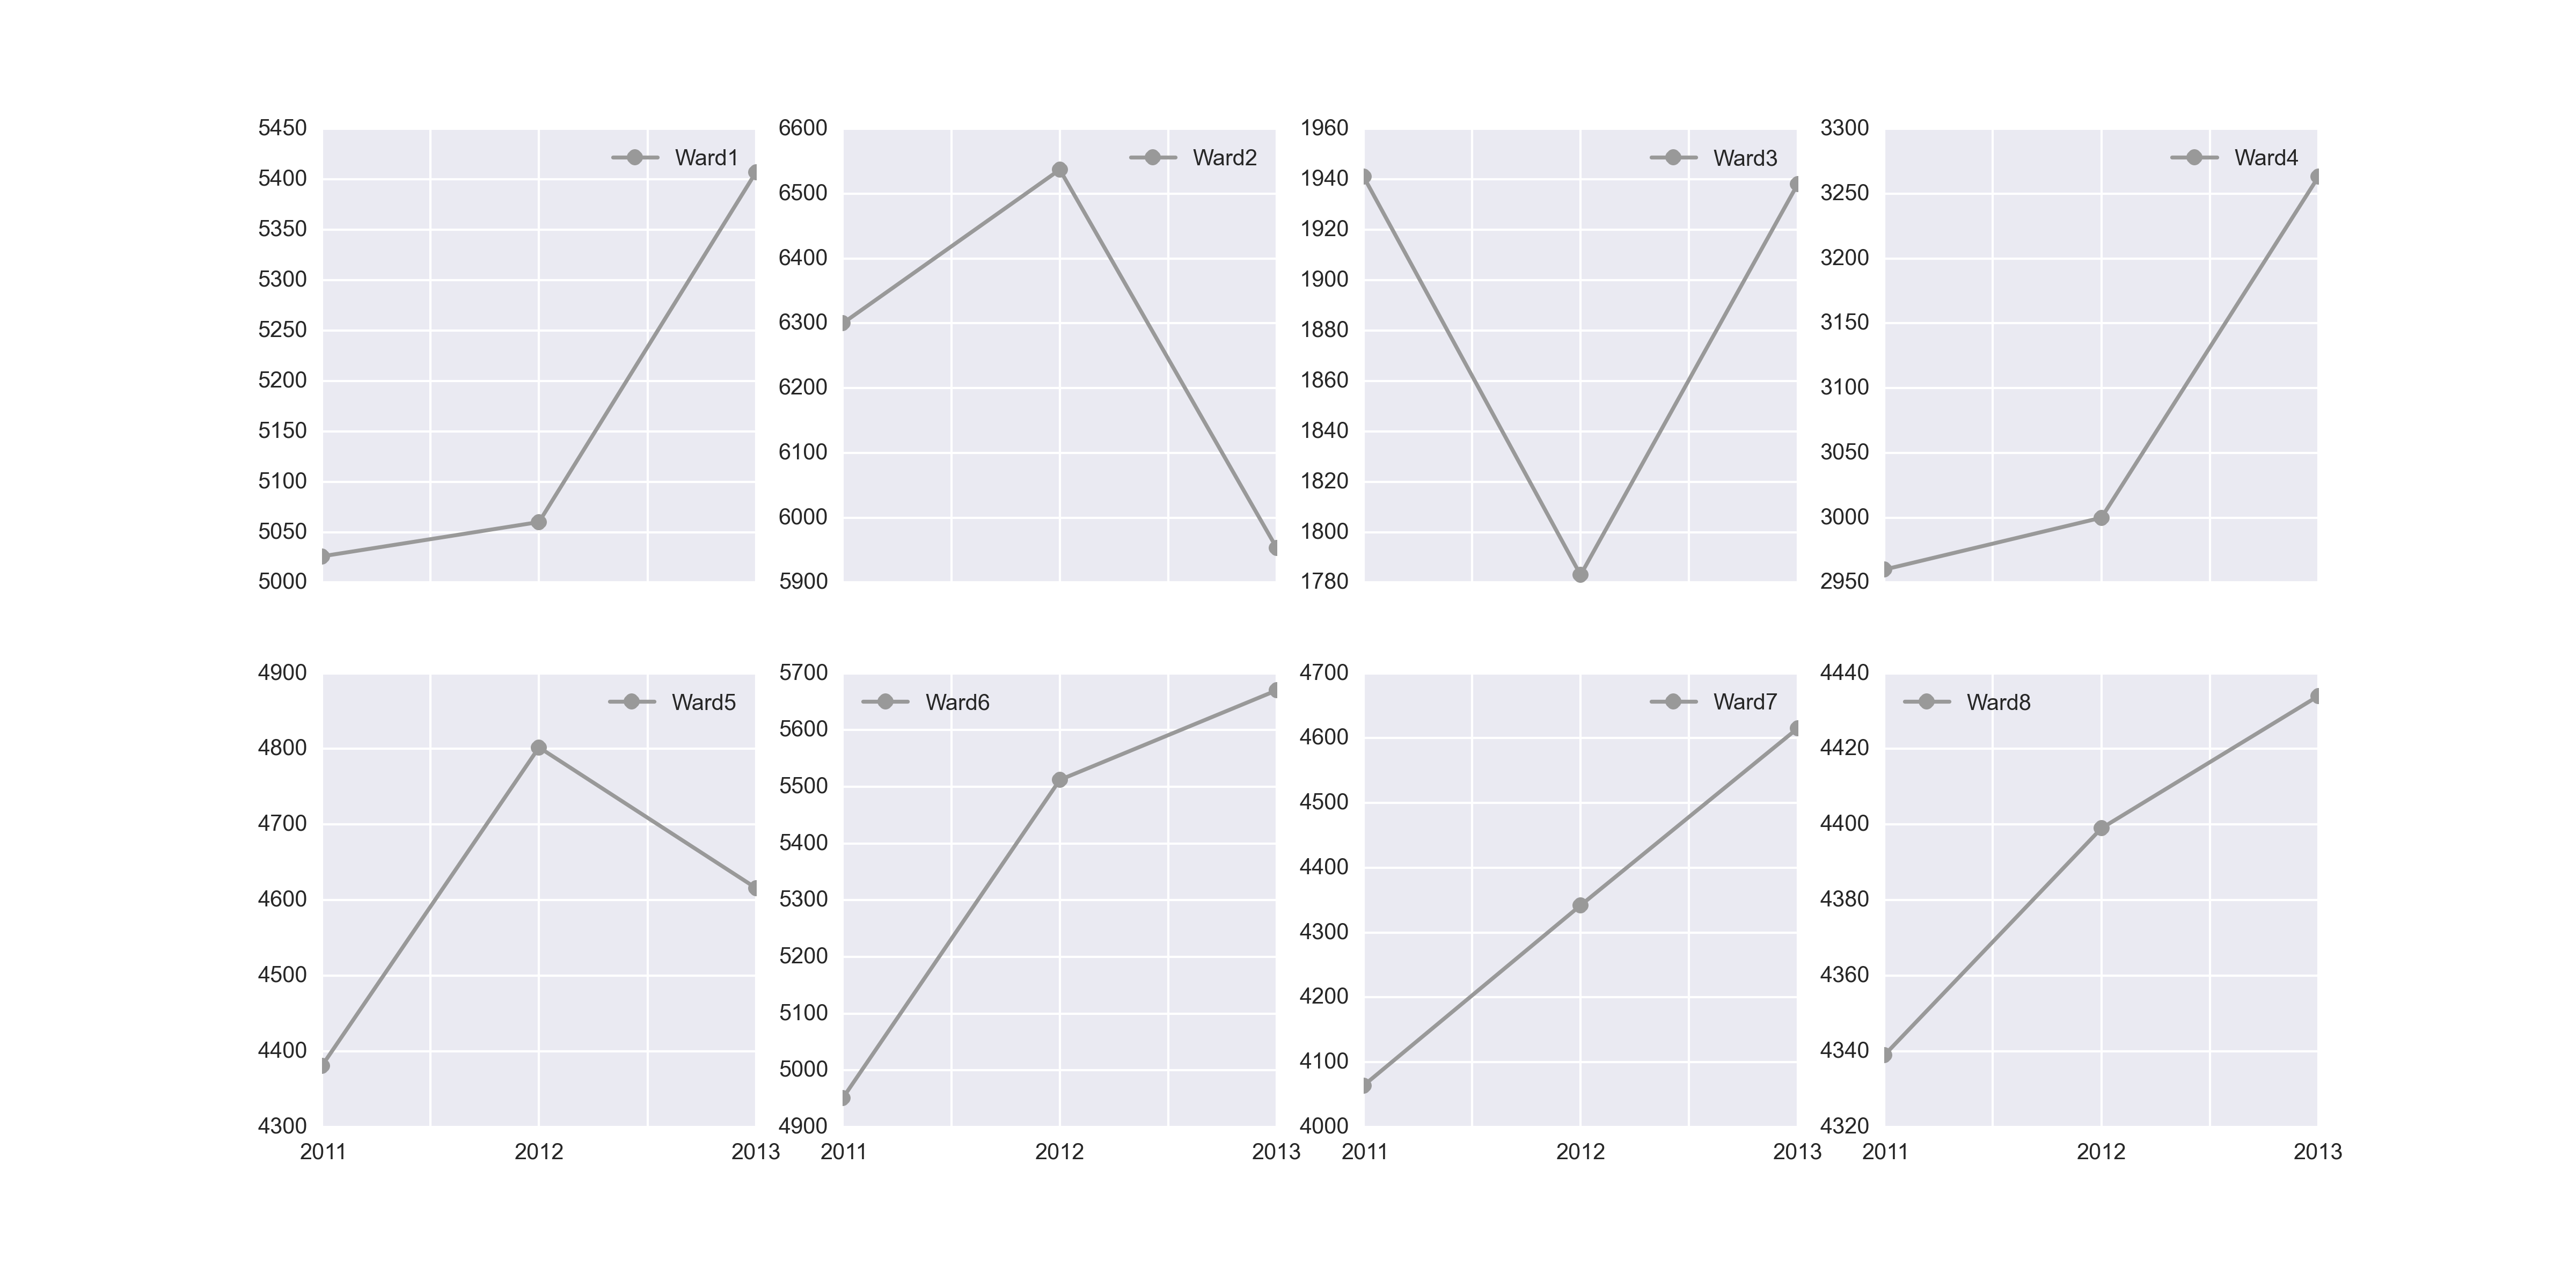 5450 6600 1960 3300
Ward1 Ward2 Ward3 Ward4
5400 6500 1940 3250
5350 6400 1920 3200
5300 6300 1900 3150
5250 6200 1880 3100
5200 6100 1860 3050
5150 6000 1840 3000
5100 5900 1820 2950
5050 1800
5000 1780
4900 5700 4700 4440
Ward5 Ward6 Ward7 Ward8
4800 5600 4600 4420
4700 5500 4500 4400
4600 5400 4400 4380
4500 5300 4300 4360
4400 5200 4200 4340
4300 5100 4100 4320
5000 4000
4900
2011 2012 2013 2011 2012 2013 2011 2012 2013 2011 2012 2013